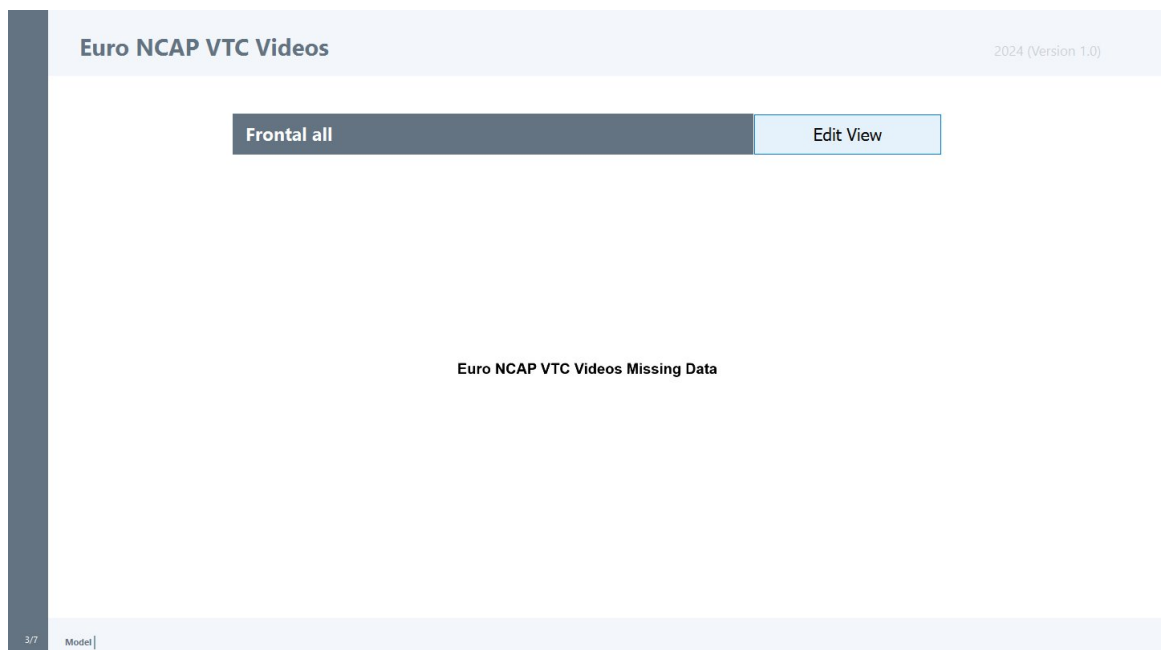 Euro NCAP VTC Videos
2024 (Version 1.0)
Frontal all
Edit View
Euro NCAP VTC Videos Missing Data
3/7
Model